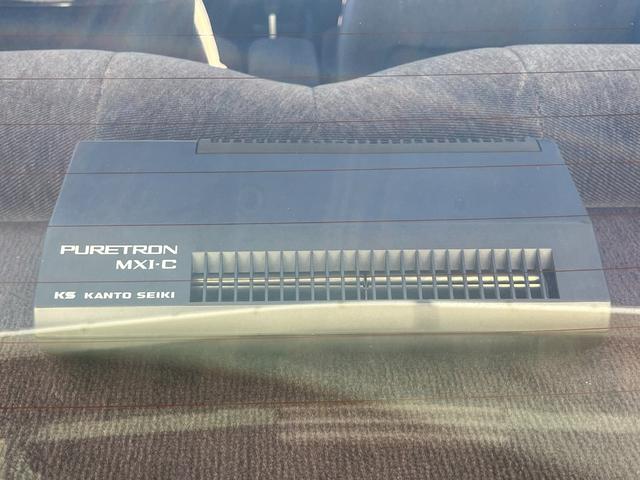 PURETRON
MXI-C
KS KANTO SEIKI